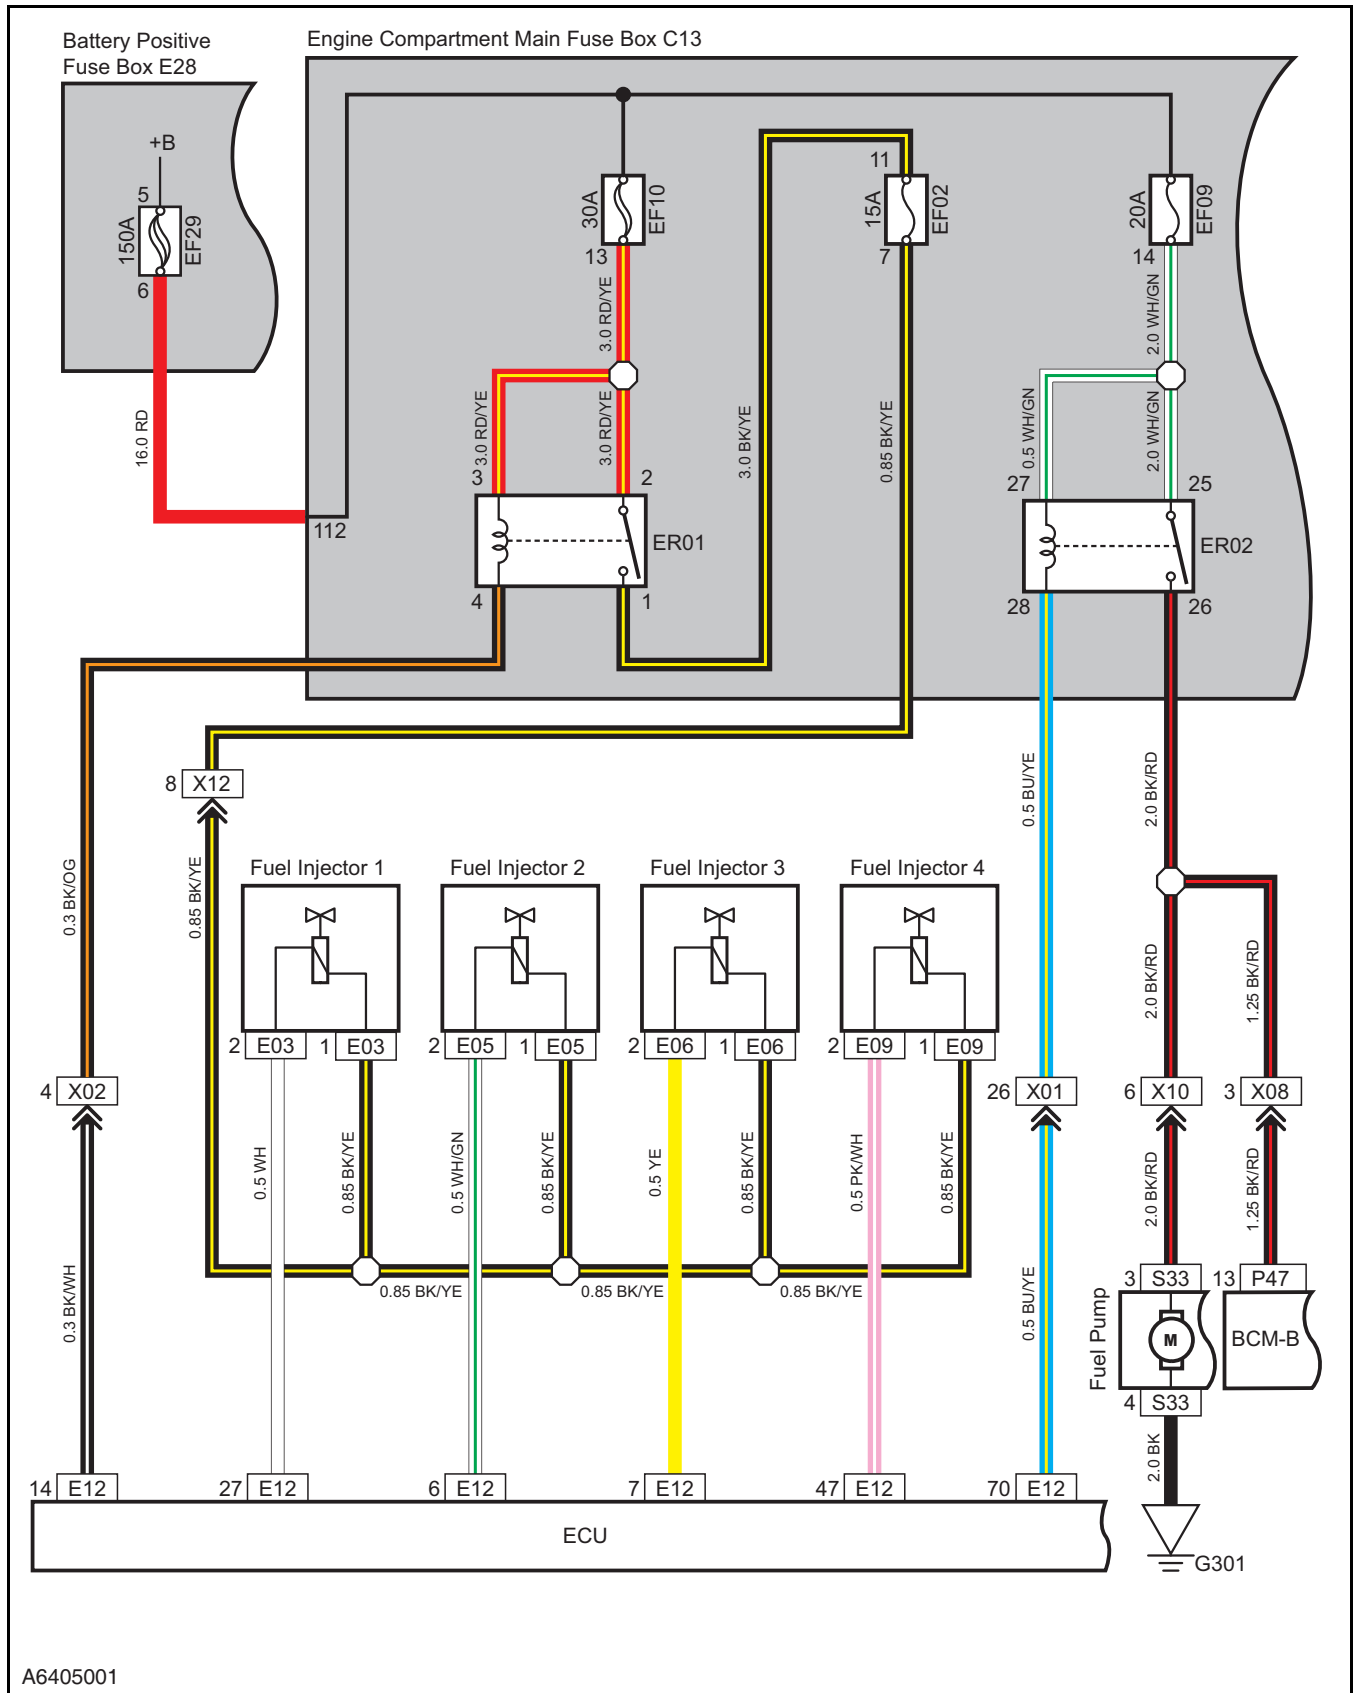 Battery Positive
Fuse Box E28
Engine Compartment Main Fuse Box C13
+B
5
150A
EF29
6
16.0 RD
112
30A
EF10
13
3.0 RD/YE
3.0 RD/YE
3.0 RD/YE
3
2
ER01
4
1
3.0 BK/YE
11
15A
EF02
7
0.85 BK/YE
20A
EF09
14
2.0 WH/GN
0.5 WH/GN
2.0 WH/GN
27
25
ER02
28
26
8
X12
0.3 BK/OG
0.85 BK/YE
0.5 BU/YE
2.0 BK/RD
Fuel Injector 1
Fuel Injector 2
Fuel Injector 3
Fuel Injector 4
2.0 BK/RD
1.25 BK/RD
2
E03
1
E03
2
E05
1
E05
2
E06
1
E06
2
E09
1
E09
4
X02
26
X01
6
X10
3
X08
0.5 WH
0.85 BK/YE
0.5 WH/GN
0.85 BK/YE
0.5 YE
0.85 BK/YE
0.5 PK/WH
0.85 BK/YE
2.0 BK/RD
1.25 BK/RD
0.85 BK/YE
0.85 BK/YE
0.85 BK/YE
0.3 BK/WH
0.5 BU/YE
3
S33
13
P47
Fuel Pump
M
BCM-B
4
S33
2.0 BK
14
E12
27
E12
6
E12
7
E12
47
E12
70
E12
ECU
G301
A6405001